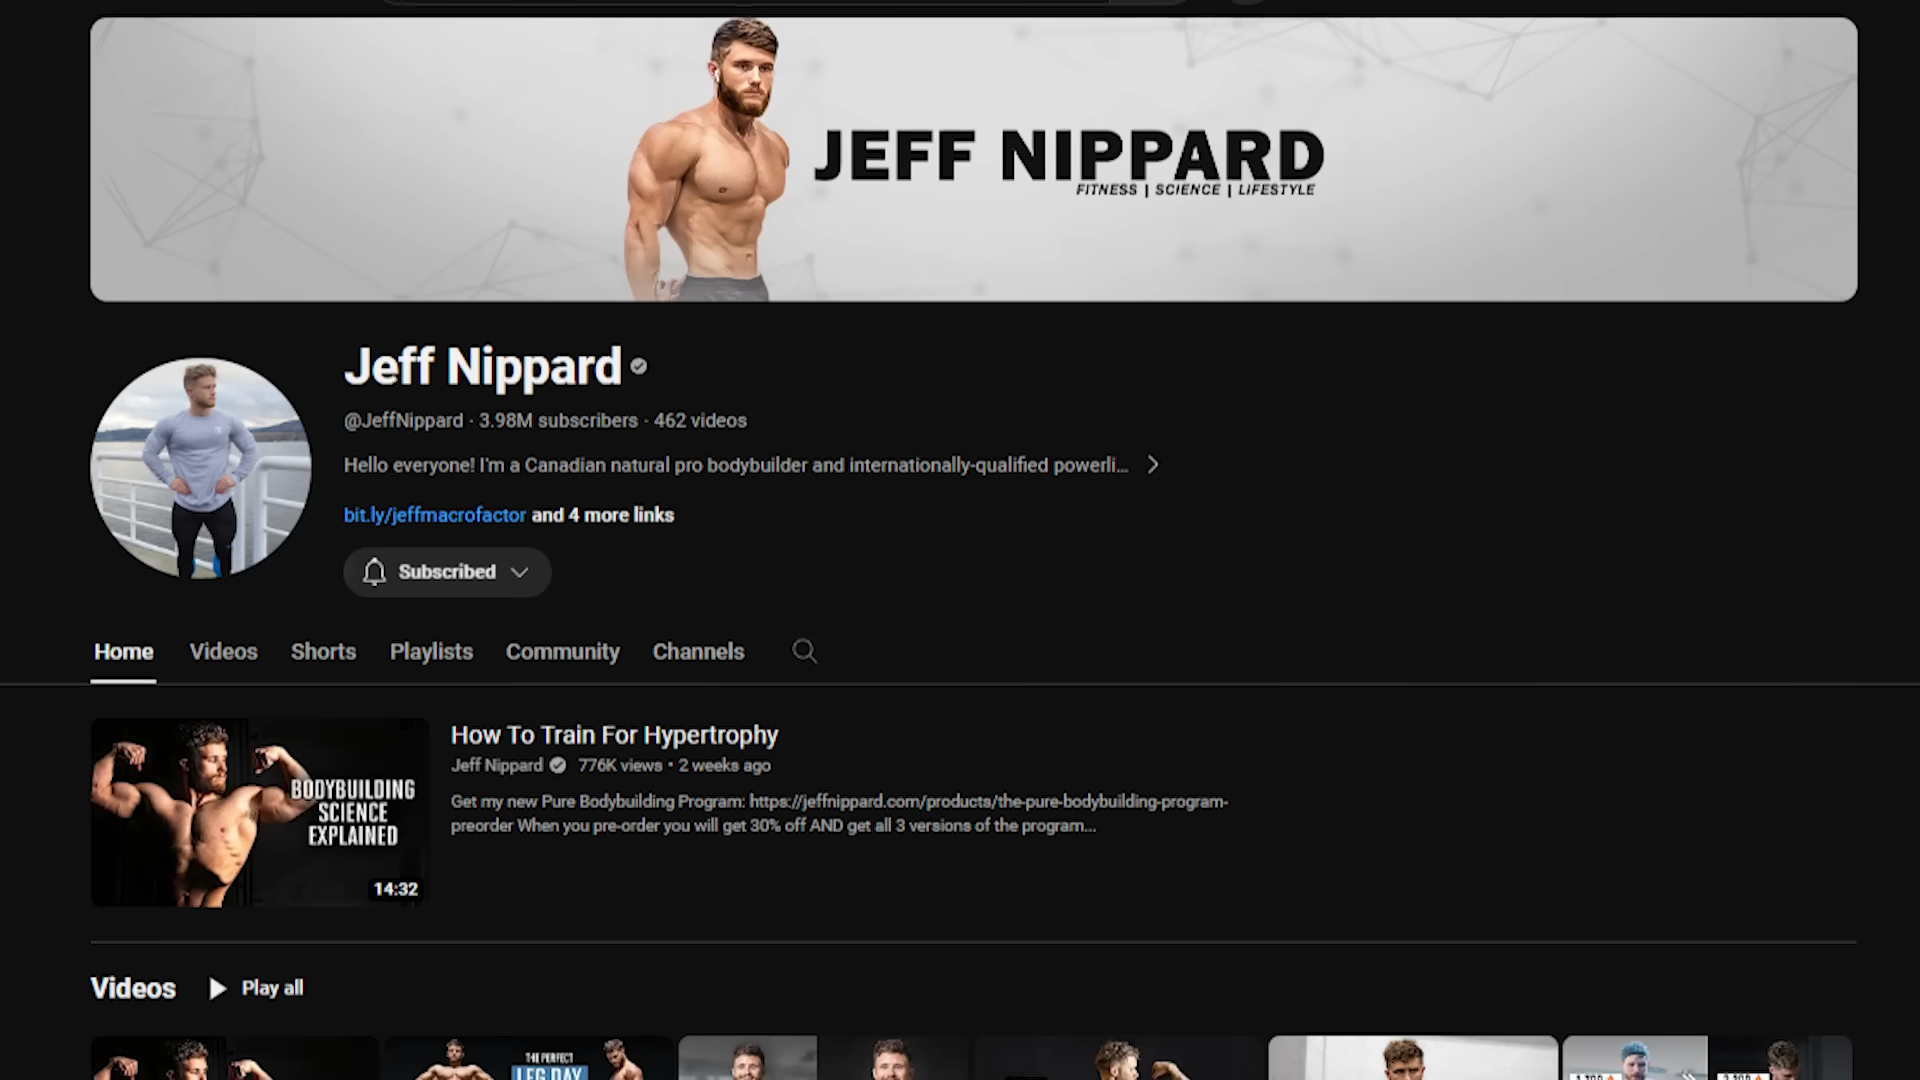 JEFF NIPPARD
FITNESS | SCIENCE | LIFESTYLE
Jeff Nippard
@JeffNippard · 3.98M subscribers · 462 videos
Hello everyone! I'm a Canadian natural pro bodybuilder and internationally-qualified powerli...
bit.ly/jeffmacrofactor and 4 more links
Subscribed
Home Videos Shorts Playlists Community Channels
BODYBUILDING
SCIENCE
EXPLAINED
14:32
How To Train For Hypertrophy
Jeff Nippard 776K views • 2 weeks ago
Get my new Pure Bodybuilding Program: https://jeffnippard.com/products/the-pure-bodybuilding-program-
preorder When you pre-order you will get 30% off AND get all 3 versions of the program...
Videos Play all
THE PERFECT
LEG DAY